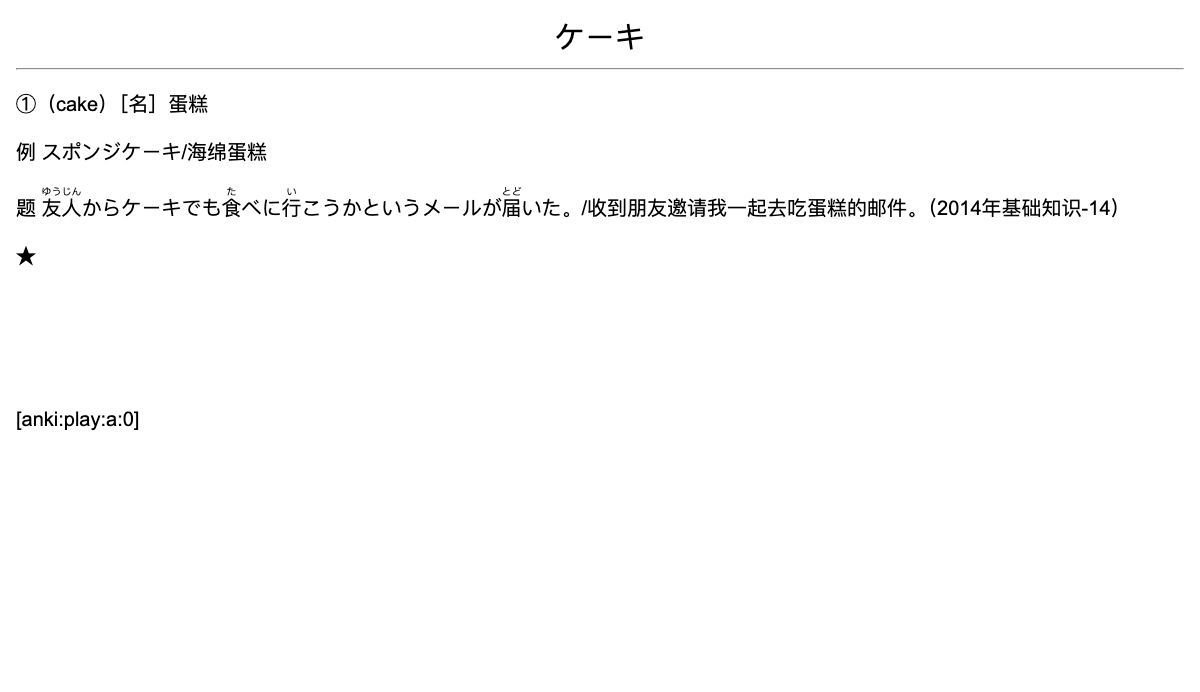 ケーキ
①（cake）［名］蛋糕
例 スポンジケーキ/海绵蛋糕
ゆうじん た い とど
题 友人からケーキでも食べに行こうかというメールが届いた。/收到朋友邀请我一起去吃蛋糕的邮件。（2014年基础知识-14）
★
[anki:play:a:0]